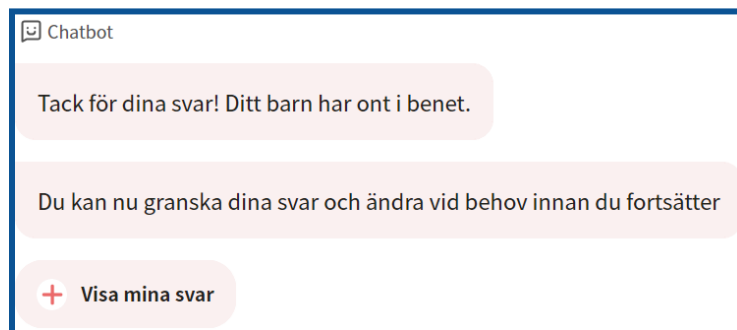 Chatbot
Tack för dina svar! Ditt barn har ont i benet.
Du kan nu granska dina svar och ändra vid behov innan du fortsätter
Visa mina svar